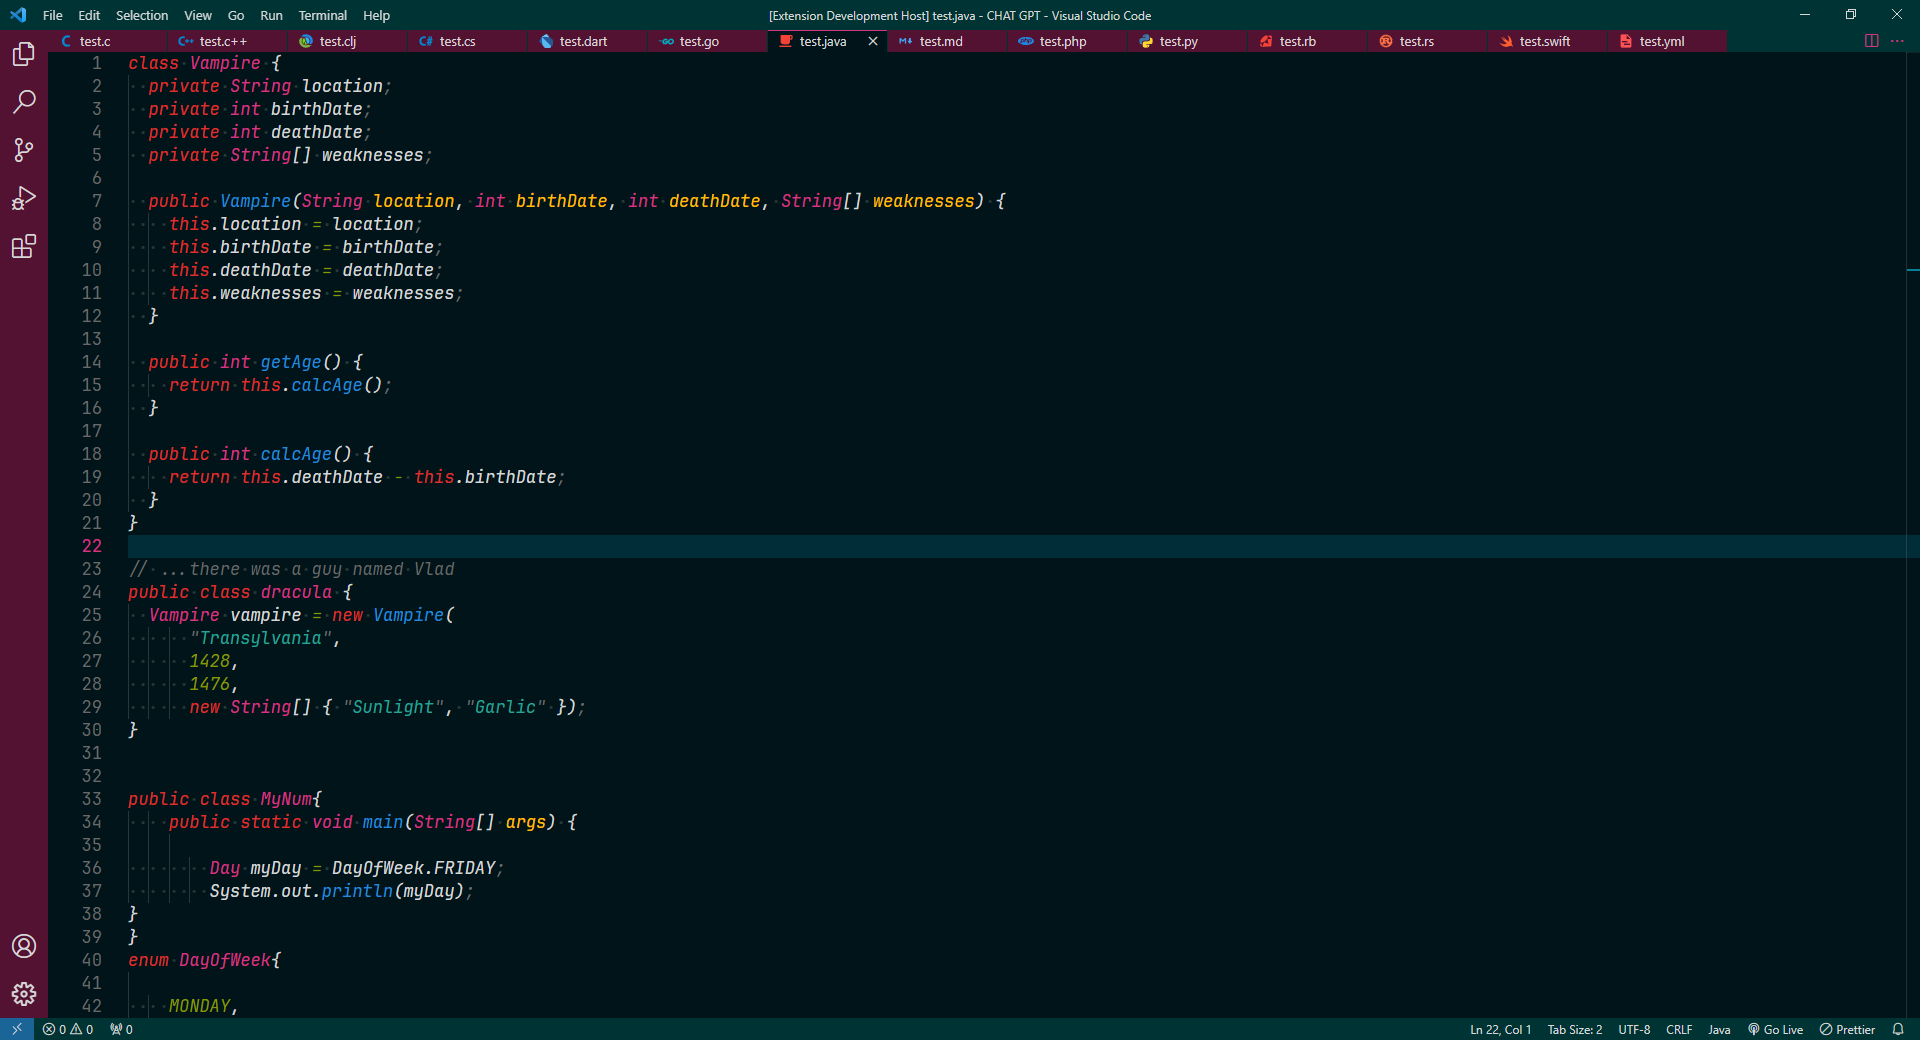 File Edit Selection View Go Run Terminal Help [Extension Development Host] test.java - CHAT GPT - Visual Studio Code
test.c test.c++ test.clj test.cs test.dart test.go test.java test.md test.php test.py test.rb test.rs test.swift test.yml
1 class Vampire {
2 private String location;
3 private int birthDate;
4 private int deathDate;
5 private String[] weaknesses;
6
7 public Vampire(String location, int birthDate, int deathDate, String[] weaknesses) {
8 this.location = location;
9 this.birthDate = birthDate;
10 this.deathDate = deathDate;
11 this.weaknesses = weaknesses;
12 }
13
14 public int getAge() {
15 return this.calcAge();
16 }
17
18 public int calcAge() {
19 return this.deathDate - this.birthDate;
20 }
21 }
22
23 // ...there was a guy named Vlad
24 public class dracula {
25 Vampire vampire = new Vampire(
26 "Transylvania",
27 1428,
28 1476,
29 new String[] { "Sunlight", "Garlic" });
30 }
31
32
33 public class MyNum{
34 public static void main(String[] args) {
35
36 Day myDay = DayOfWeek.FRIDAY;
37 System.out.println(myDay);
38 }
39 }
40 enum DayOfWeek{
41
42 MONDAY,
0 0 0 Ln 22, Col 1 Tab Size: 2 UTF-8 CRLF Java Go Live Prettier